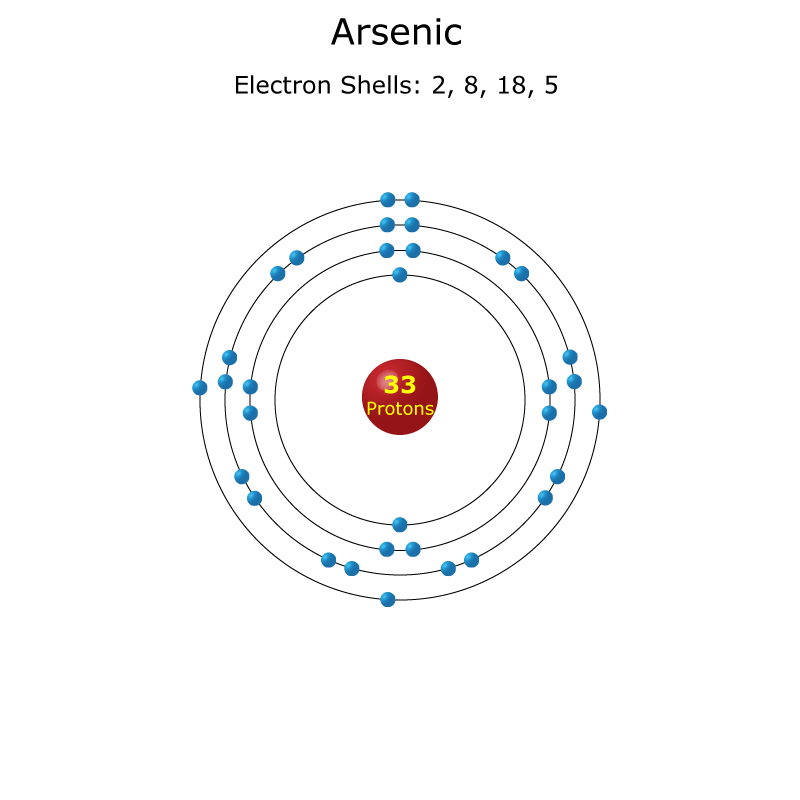 Arsenic
Electron Shells: 2, 8, 18, 5
33
Protons